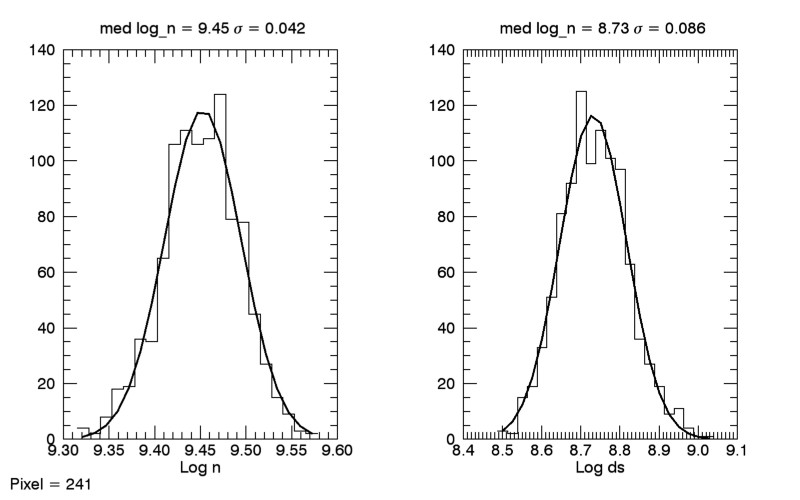 med log_n = 9.45 σ = 0.042
140
120
100
80
60
40
20
0
9.30 9.35 9.40 9.45 9.50 9.55 9.60
Log n
med log_n = 8.73 σ = 0.086
140
120
100
80
60
40
20
0
8.4 8.5 8.6 8.7 8.8 8.9 9.0 9.1
Log ds
Pixel = 241